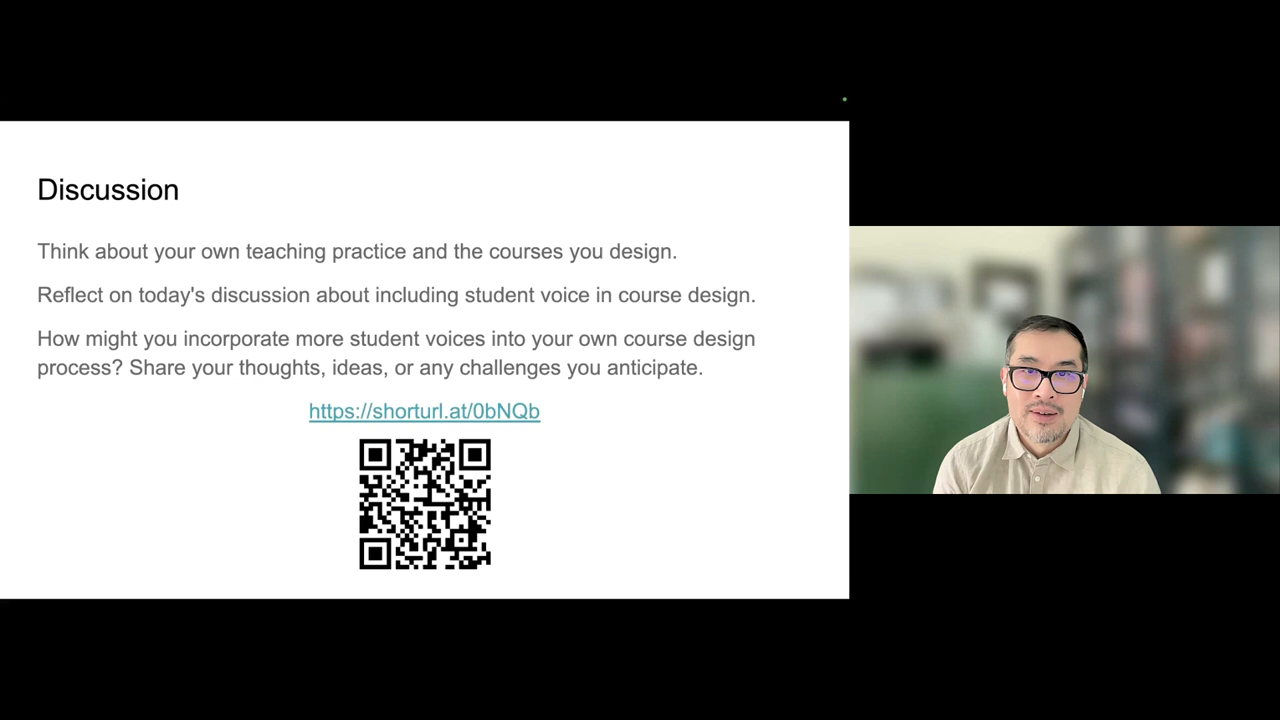 Discussion
Think about your own teaching practice and the courses you design.
Reflect on today's discussion about including student voice in course design.
How might you incorporate more student voices into your own course design
process? Share your thoughts, ideas, or any challenges you anticipate.
https://shorturl.at/0bNQb